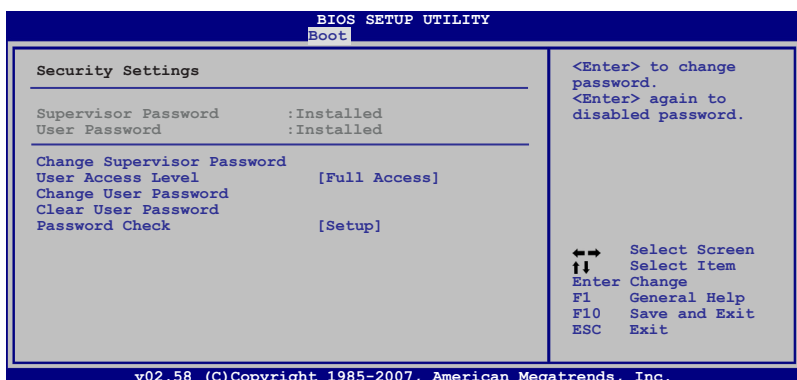 BIOS SETUP UTILITY
Boot
Security Settings
Supervisor Password :Installed
User Password :Installed
Change Supervisor Password
User Access Level [Full Access]
Change User Password
Clear User Password
Password Check [Setup]
<Enter> to change
password.
<Enter> again to
disabled password.
←→ Select Screen
↑↓ Select Item
Enter Change
F1 General Help
F10 Save and Exit
ESC Exit
v02.58 (C)Copyright 1985-2007, American Megatrends, Inc.